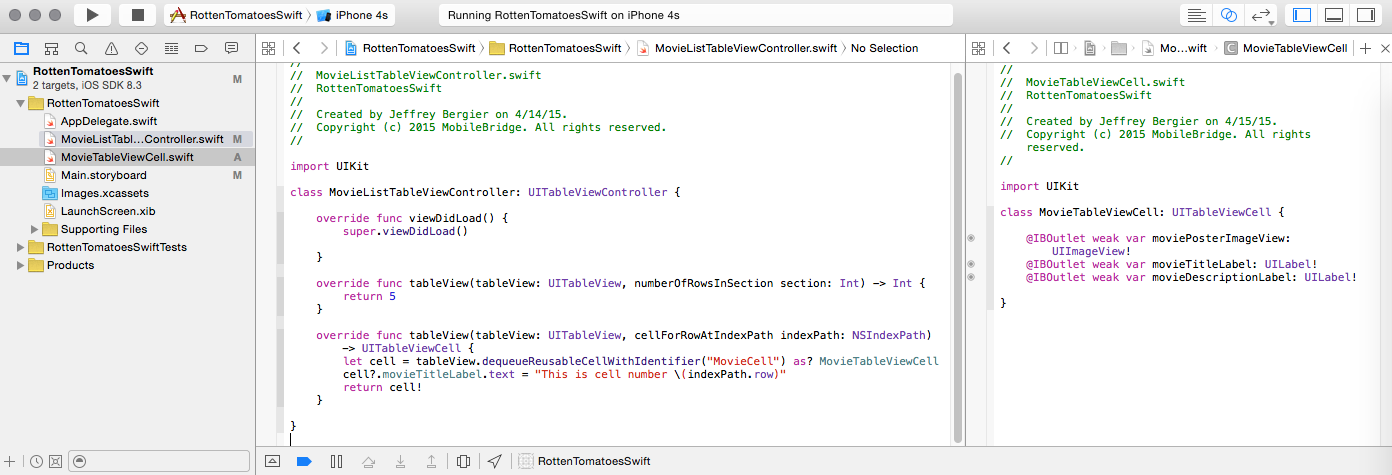 RottenTomatoesSwift iPhone 4s
Running RottenTomatoesSwift on iPhone 4s
RottenTomatoesSwift
2 targets, iOS SDK 8.3
M
RottenTomatoesSwift
AppDelegate.swift
MovieListTabl...Controller.swift M
MovieTableViewCell.swift A
Main.storyboard M
Images.xcassets
LaunchScreen.xib
Supporting Files
RottenTomatoesSwiftTests
Products
RottenTomatoesSwift RottenTomatoesSwift MovieListTableViewController.swift No Selection
//
// MovieListTableViewController.swift
// RottenTomatoesSwift
//
// Created by Jeffrey Bergier on 4/14/15.
// Copyright (c) 2015 MobileBridge. All rights reserved.
//
import UIKit
class MovieListTableViewController: UITableViewController {
override func viewDidLoad() {
super.viewDidLoad()
}
override func tableView(tableView: UITableView, numberOfRowsInSection section: Int) -> Int {
return 5
}
override func tableView(tableView: UITableView, cellForRowAtIndexPath indexPath: NSIndexPath)
-> UITableViewCell {
let cell = tableView.dequeueReusableCellWithIdentifier("MovieCell") as? MovieTableViewCell
cell?.movieTitleLabel.text = "This is cell number \(indexPath.row)"
return cell!
}
}
RottenTomatoesSwift
Mo...wift C MovieTableViewCell
//
// MovieTableViewCell.swift
// RottenTomatoesSwift
//
// Created by Jeffrey Bergier on 4/15/15.
// Copyright (c) 2015 MobileBridge. All rights
reserved.
//
import UIKit
class MovieTableViewCell: UITableViewCell {
@IBOutlet weak var moviePosterImageView:
UIImageView!
@IBOutlet weak var movieTitleLabel: UILabel!
@IBOutlet weak var movieDescriptionLabel: UILabel!
}